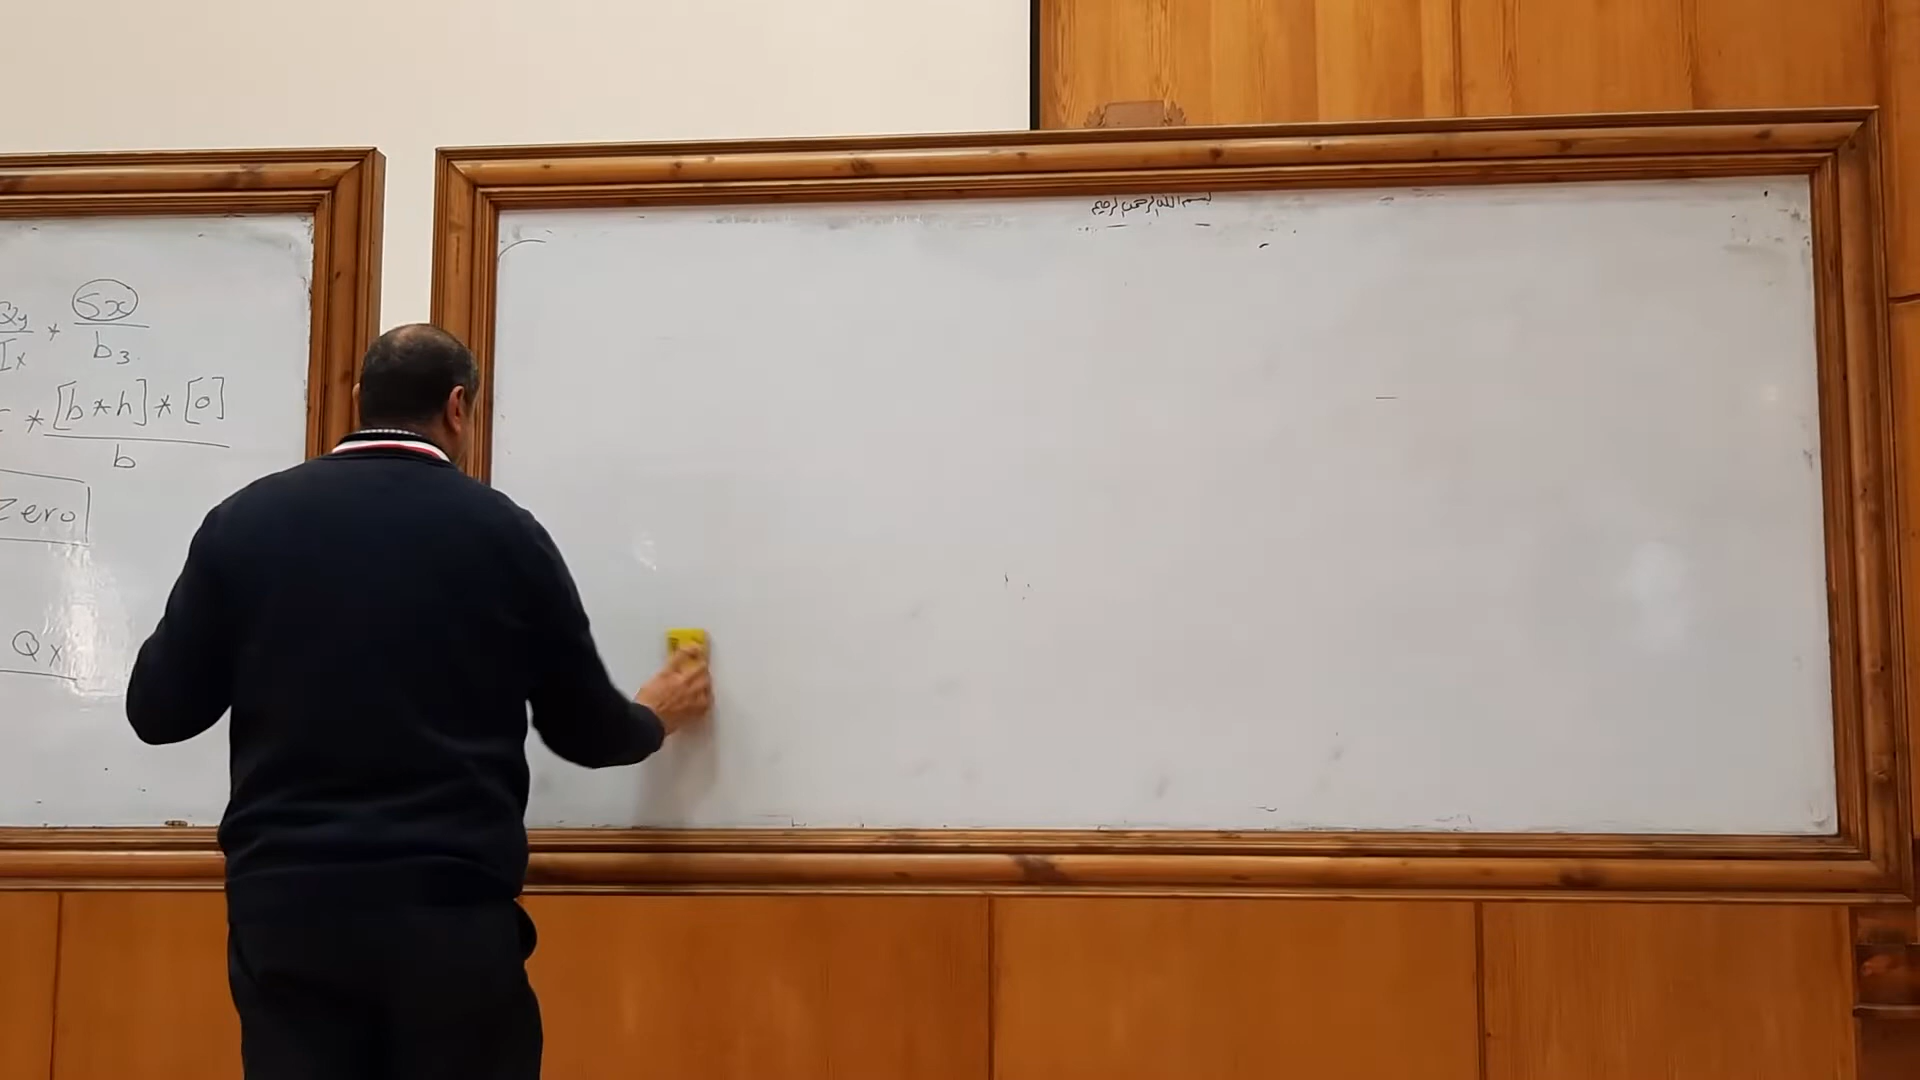 بسم الله الرحمن الرحيم
Qy / Ix * Sx / b3
* [b*h] * [0] / b
Zero
Qx